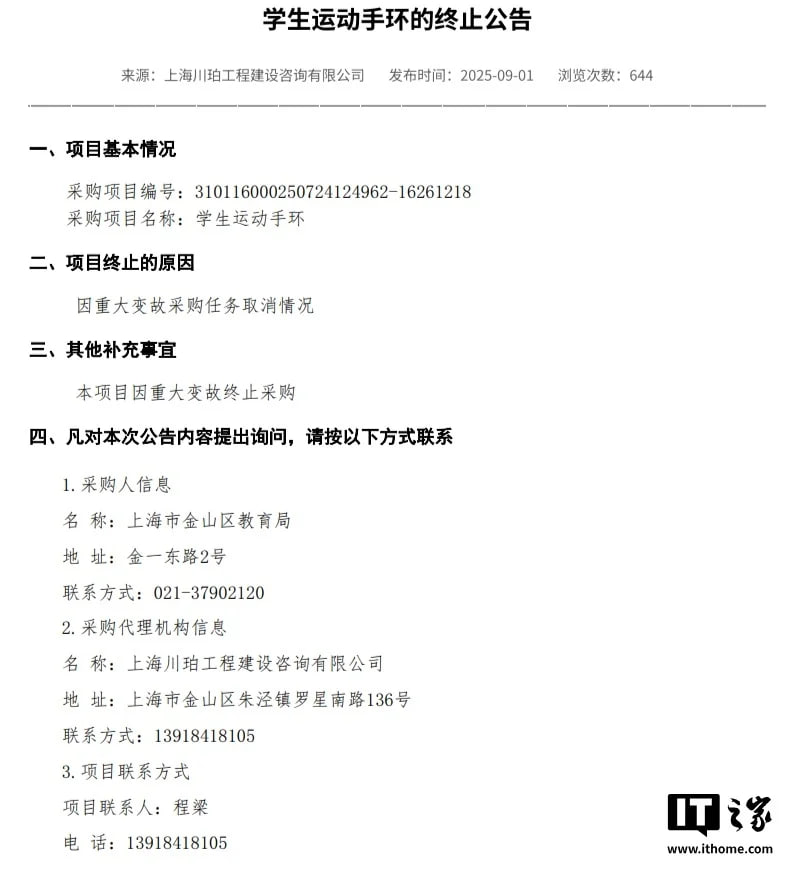 学生运动手环的终止公告
来源：上海川珀工程建设咨询有限公司 发布时间：2025-09-01 浏览次数：644
一、项目基本情况
采购项目编号：310116000250724124962-16261218
采购项目名称：学生运动手环
二、项目终止的原因
因重大变故采购任务取消情况
三、其他补充事宜
本项目因重大变故终止采购
四、凡对本次公告内容提出询问，请按以下方式联系
1.采购人信息
名 称：上海市金山区教育局
地 址：金一东路2号
联系方式：021-37902120
2.采购代理机构信息
名 称：上海川珀工程建设咨询有限公司
地 址：上海市金山区朱泾镇罗星南路136号
联系方式：13918418105
3.项目联系方式
项目联系人：程梁
电 话：13918418105
IT之家
www.ithome.com